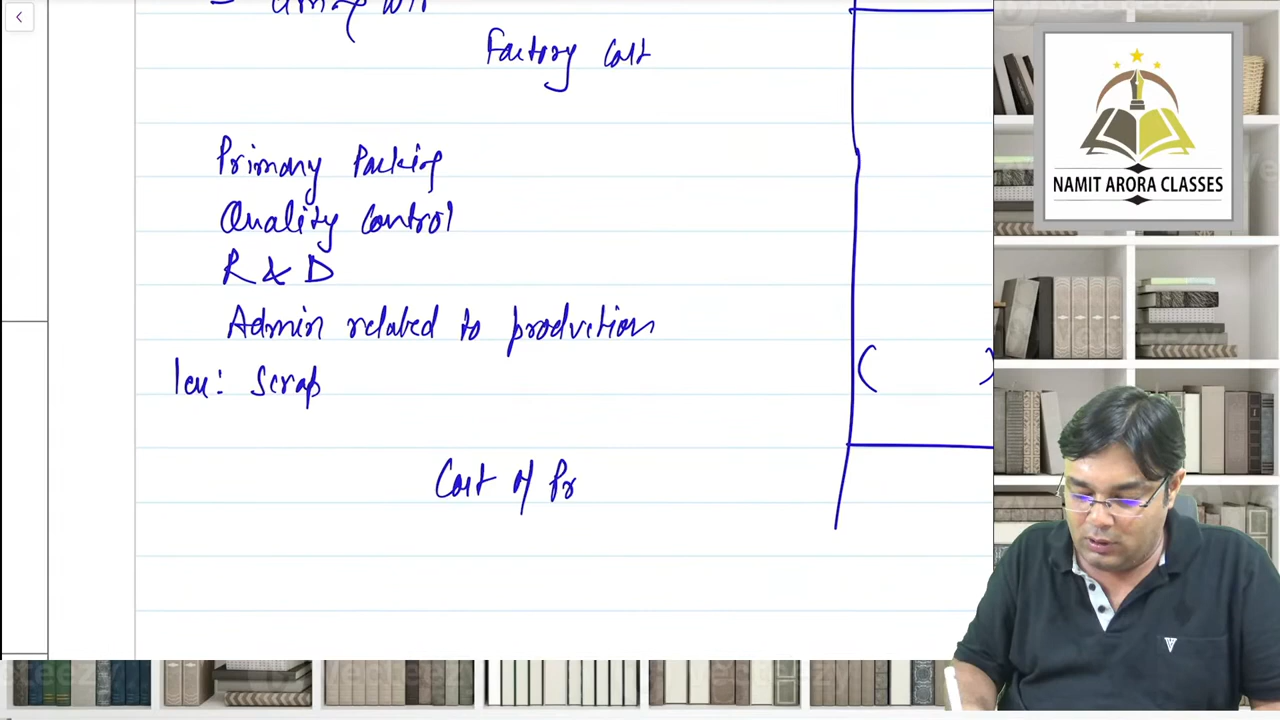 Factory Cost
Primary Packing
Quality Control
R & D
Admin related to production
less: Scrap
( )
Cost of Pr
NAMIT ARORA CLASSES